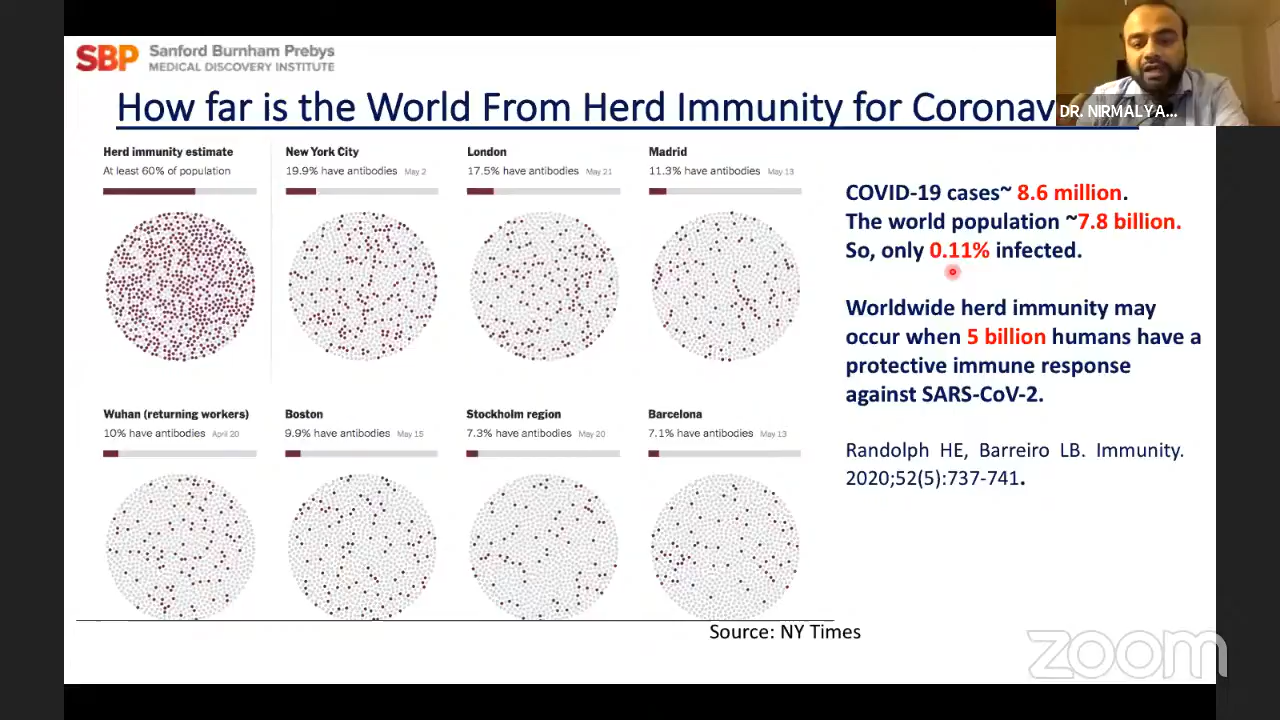 SBP Sanford Burnham Prebys
MEDICAL DISCOVERY INSTITUTE
How far is the World From Herd Immunity for Coronav
DR. NIRMALYA...
Herd immunity estimate
At least 60% of population
New York City
19.9% have antibodies May 2
London
17.5% have antibodies May 21
Madrid
11.3% have antibodies May 13
Wuhan (returning workers)
10% have antibodies April 20
Boston
9.9% have antibodies May 15
Stockholm region
7.3% have antibodies May 20
Barcelona
7.1% have antibodies May 13
COVID-19 cases~ 8.6 million.
The world population ~7.8 billion.
So, only 0.11% infected.
Worldwide herd immunity may
occur when 5 billion humans have a
protective immune response
against SARS-CoV-2.
Randolph HE, Barreiro LB. Immunity.
2020;52(5):737-741.
Source: NY Times
zoom